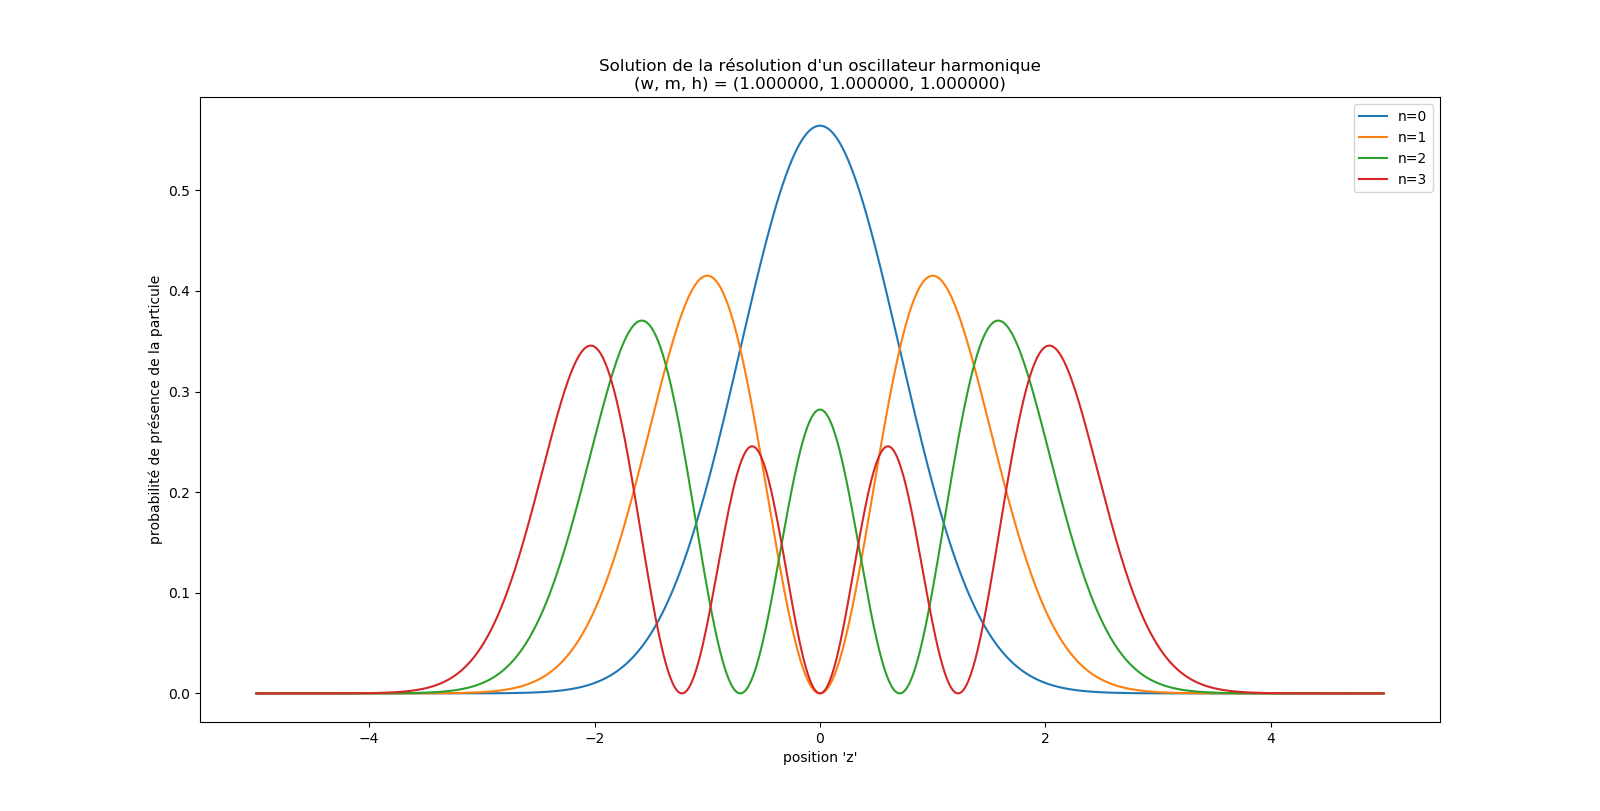 Solution de la résolution d'un oscillateur harmonique
(w, m, h) = (1.000000, 1.000000, 1.000000)
n=0
n=1
n=2
n=3
probabilité de présence de la particule
0.5
0.4
0.3
0.2
0.1
0.0
−4
−2
0
2
4
position 'z'